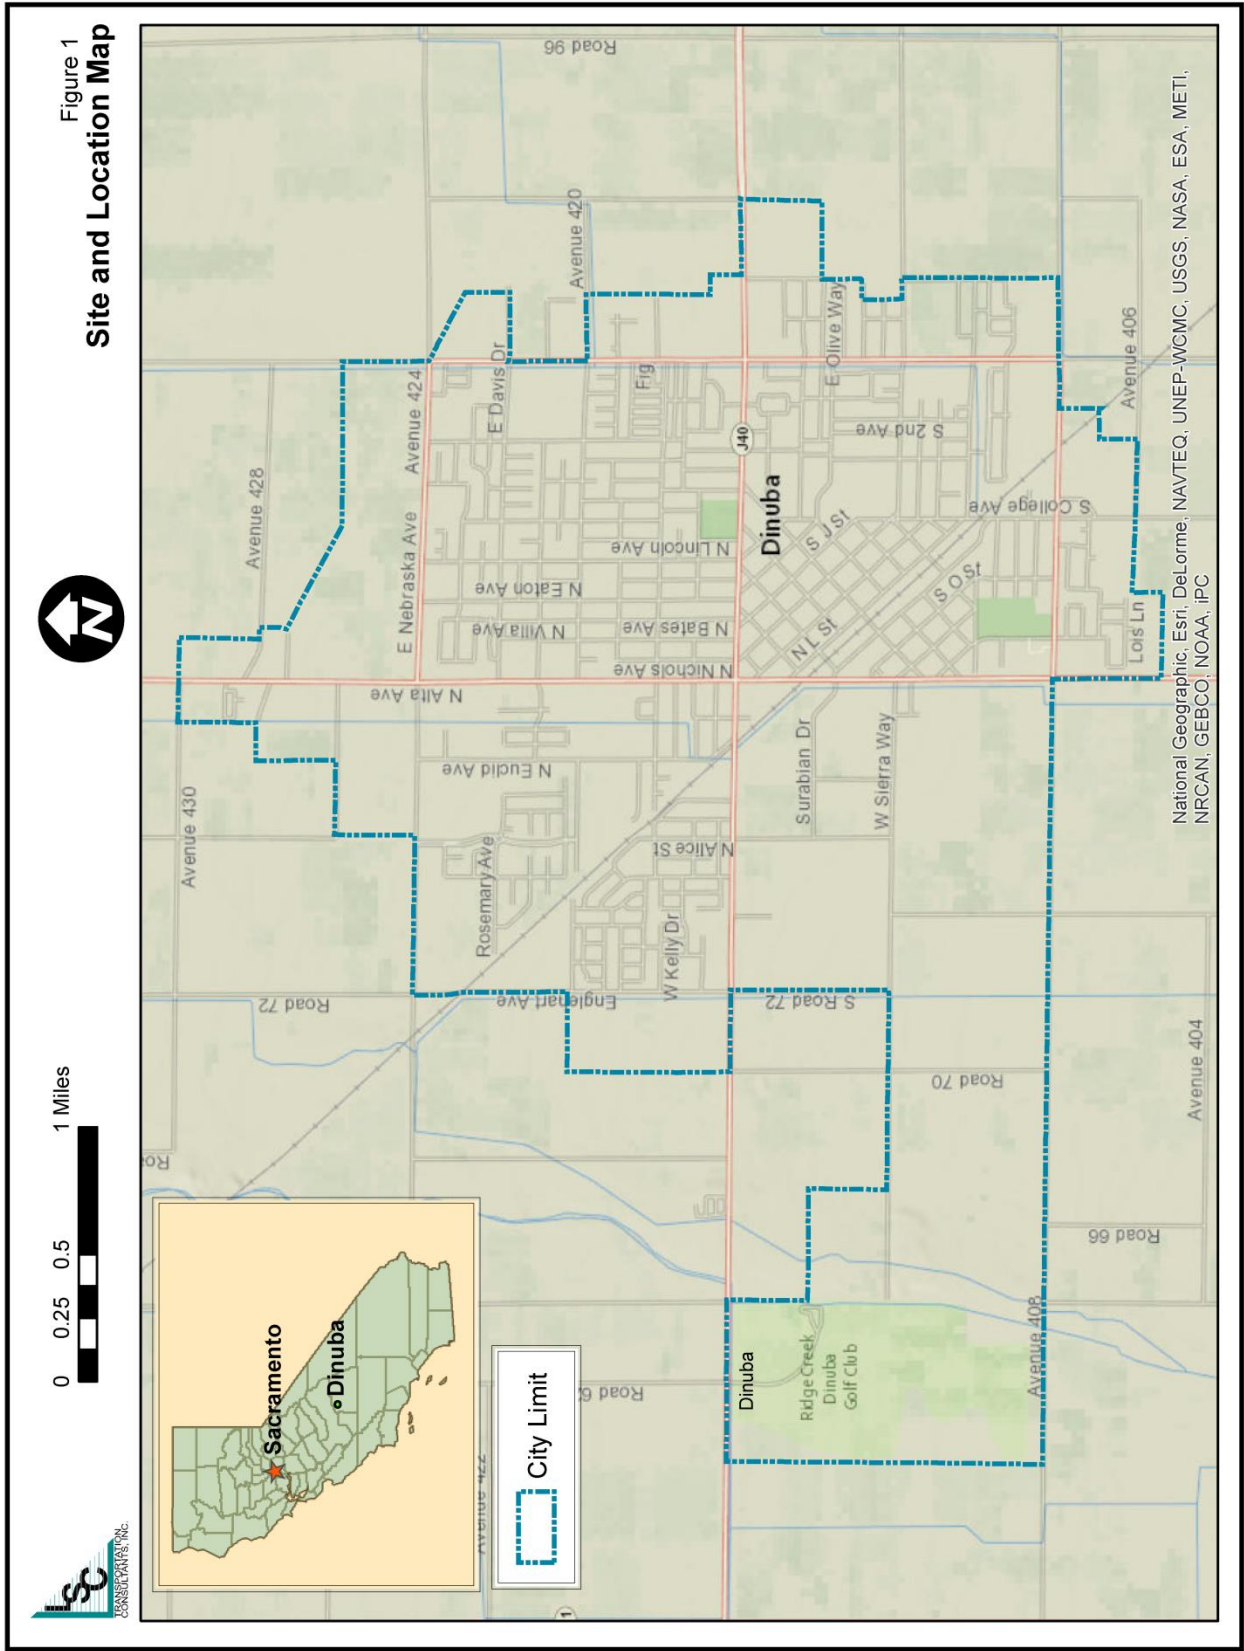 Figure 1
Site and Location Map
LSC
TRANSPORTATION
CONSULTANTS, INC.
0 0.25 0.5 1 Miles
N
Sacramento
Dinuba
City Limit
Avenue 422
1
Road 72
Avenue 430
Avenue 428
Road 96
N Alta Ave
E Nebraska Ave
Avenue 424
E Davis Dr
Avenue 420
Rosemary Ave
N Euclid Ave
N Villa Ave
N Eaton Ave
Englehart Ave
W Kelly Dr
N Alice St
N Nichols Ave
N Bates Ave
N Lincoln Ave
Fig
J40
Dinuba
Dinuba
Ridge Creek
Dinuba
Golf Club
S Road 72
Surabian Dr
N L St
S J St
E Olive Way
S 2nd Ave
W Sierra Way
S O St
S College Ave
Road 70
Avenue 408
Road 66
Lois Ln
Avenue 406
Avenue 404
National Geographic, Esri, DeLorme, NAVTEQ, UNEP-WCMC, USGS, NASA, ESA, METI,
NRCAN, GEBCO, NOAA, iPC